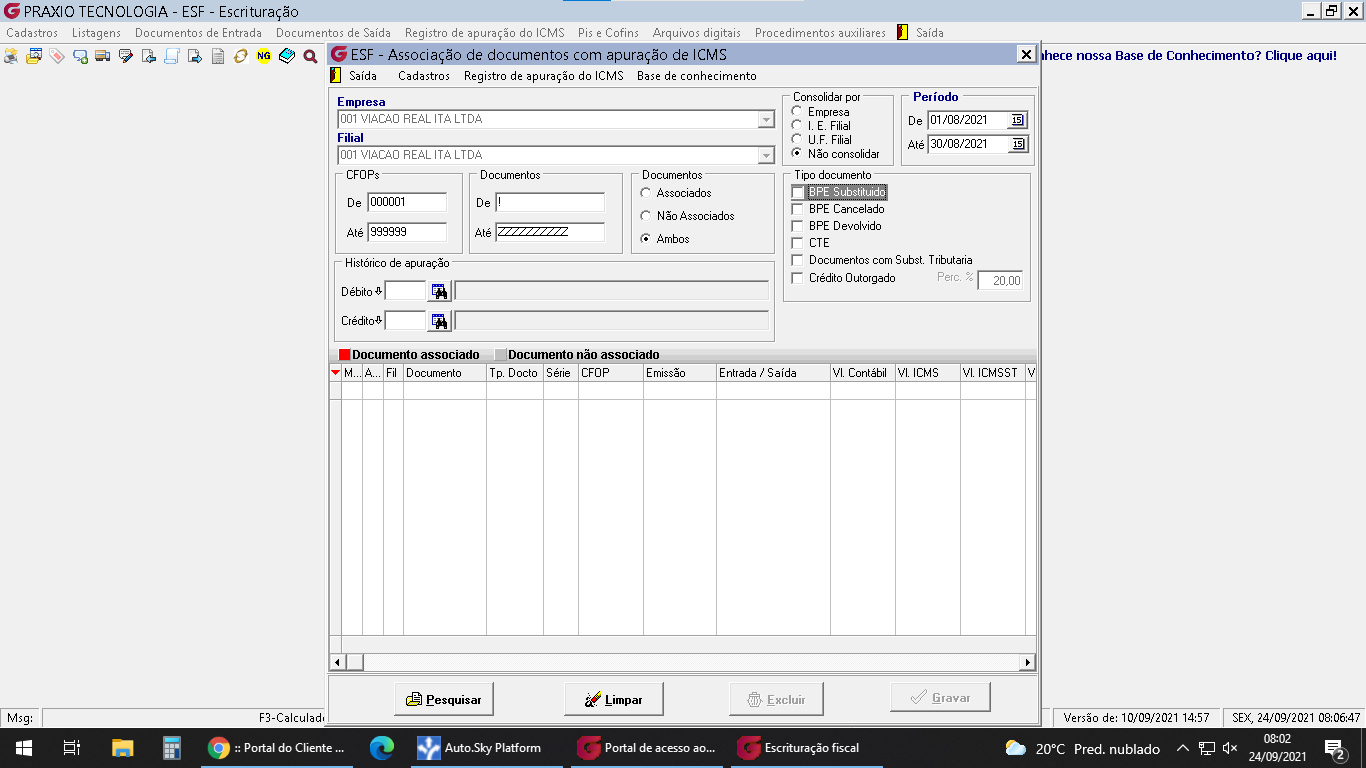 PRAXIO TECNOLOGIA - ESF - Escrituração
Cadastros Listagens Documentos de Entrada Documentos de Saída Registro de apuração do ICMS Pis e Cofins Arquivos digitais Procedimentos auxiliares Saída
NG
nhece nossa Base de Conhecimento? Clique aqui!
ESF - Associação de documentos com apuração de ICMS
Saída Cadastros Registro de apuração do ICMS Base de conhecimento
Empresa
001 VIACAO REAL ITA LTDA
Filial
001 VIACAO REAL ITA LTDA
Consolidar por
Empresa
I. E. Filial
U.F. Filial
Não consolidar
Período
De 01/08/2021 15
Até 30/08/2021 15
CFOPs
De 000001
Até 999999
Documentos
De !
Até ZZZZZZZZZZ
Documentos
Associados
Não Associados
Ambos
Tipo documento
BPE Substituido
BPE Cancelado
BPE Devolvido
CTE
Documentos com Subst. Tributaria
Crédito Outorgado Perc. % 20,00
Histórico de apuração
Débito
Crédito
Documento associado Documento não associado
M... A... Fil Documento Tp. Docto Série CFOP Emissão Entrada / Saída Vl. Contábil Vl. ICMS Vl. ICMSST V
Pesquisar Limpar Excluir Gravar
Msg: F3-Calculado Versão de: 10/09/2021 14:57 SEX, 24/09/2021 08:06:47
:: Portal do Cliente ... Auto.Sky Platform Portal de acesso ao... Escrituração fiscal 20°C Pred. nublado 08:02
24/09/2021 2